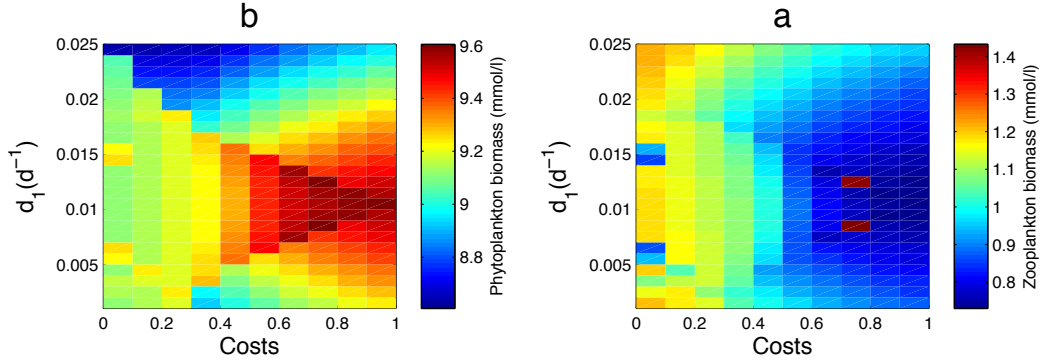 b
0.025
0.02
0.015
0.01
0.005
d1(d-1)
0 0.2 0.4 0.6 0.8 1
Costs
9.6
9.4
9.2
9
8.8
Phytoplankton biomass (mmol/l)
a
0.025
0.02
0.015
0.01
0.005
d1(d-1)
0 0.2 0.4 0.6 0.8 1
Costs
1.4
1.3
1.2
1.1
1
0.9
0.8
Zooplankton biomass (mmol/l)